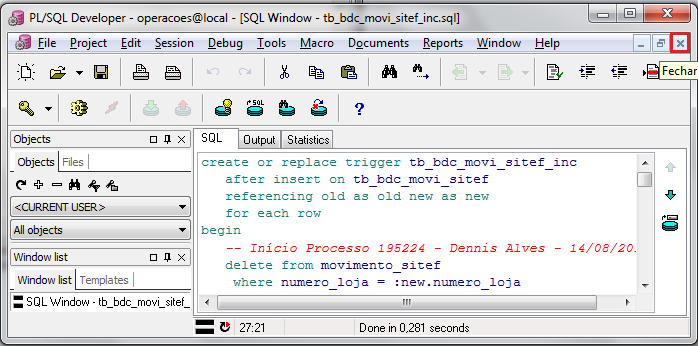 PL/SQL Developer - operacoes@local - [SQL Window - tb_bdc_movi_sitef_inc.sql]
File Project Edit Session Debug Tools Macro Documents Reports Window Help
Fechar
SQL
?
Objects
SQL Output Statistics
Objects Files
<CURRENT USER>
All objects
Window list
Window list Templates
SQL Window - tb_bdc_movi_sitef_
create or replace trigger tb_bdc_movi_sitef_inc
after insert on tb_bdc_movi_sitef
referencing old as old new as new
for each row
begin
-- Início Processo 195224 - Dennis Alves - 14/08/20
delete from movimento_sitef
where numero_loja = :new.numero_loja
27:21 Done in 0,281 seconds